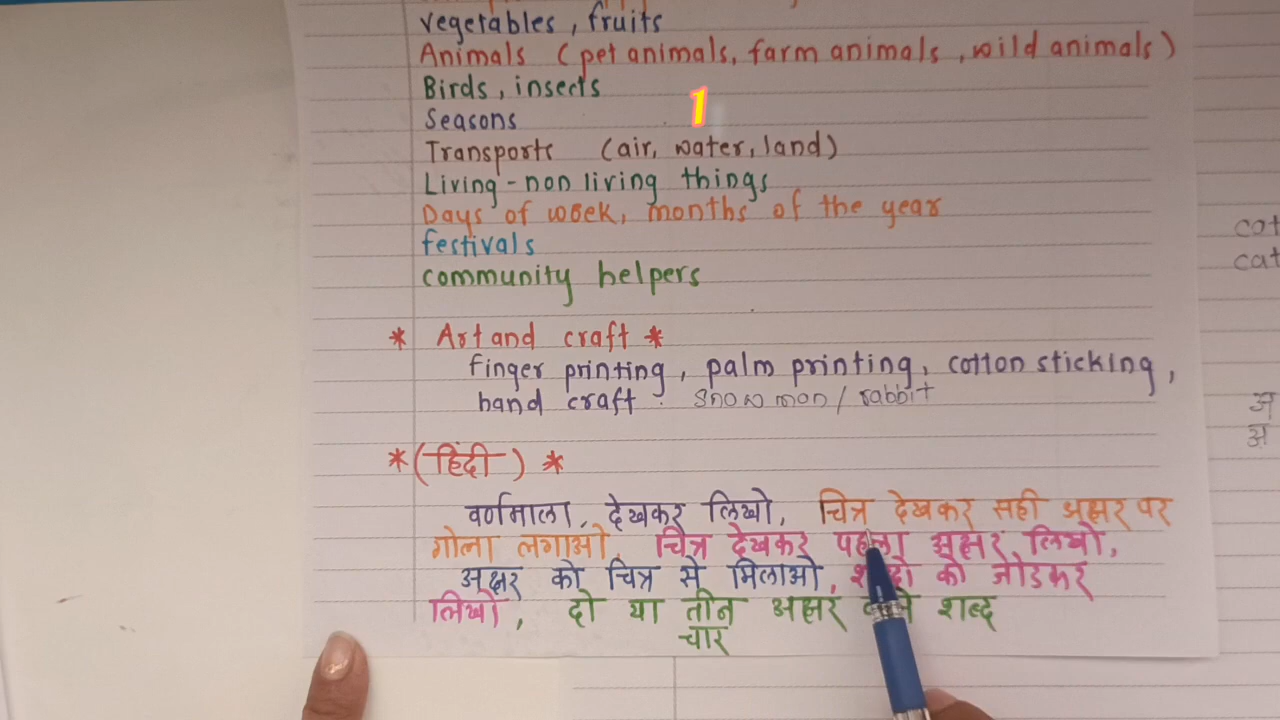 vegetables, fruits
Animals (pet animals, farm animals, wild animals)
Birds, insects
1
Seasons
Transports (air, water, land)
Living - non living things
Days of week, months of the year
festivals
community helpers
* Art and craft *
finger printing, palm printing, cotton sticking,
hand craft. snow man / rabbit
* (हिंदी) *
वर्णमाला, देखकर लिखो, चित्र देखकर सही अक्षर पर
गोला लगाओ, चित्र देखकर पहला अक्षर लिखो,
अक्षर को चित्र से मिलाओ, को जोडकर
लिखो, दो या तीन अक्षर शब्द
चार
cat
अ
अ